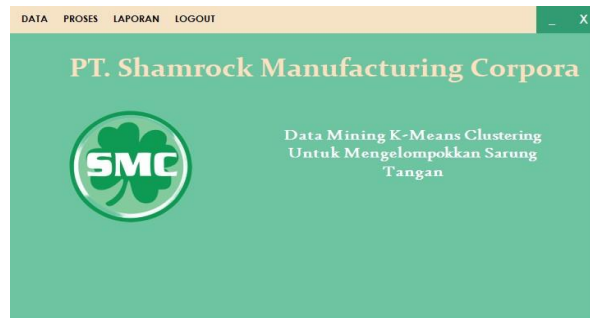 DATA PROSES LAPORAN LOGOUT _ X
PT. Shamrock Manufacturing Corpora
SMC
Data Mining K-Means Clustering
Untuk Mengelompokkan Sarung
Tangan